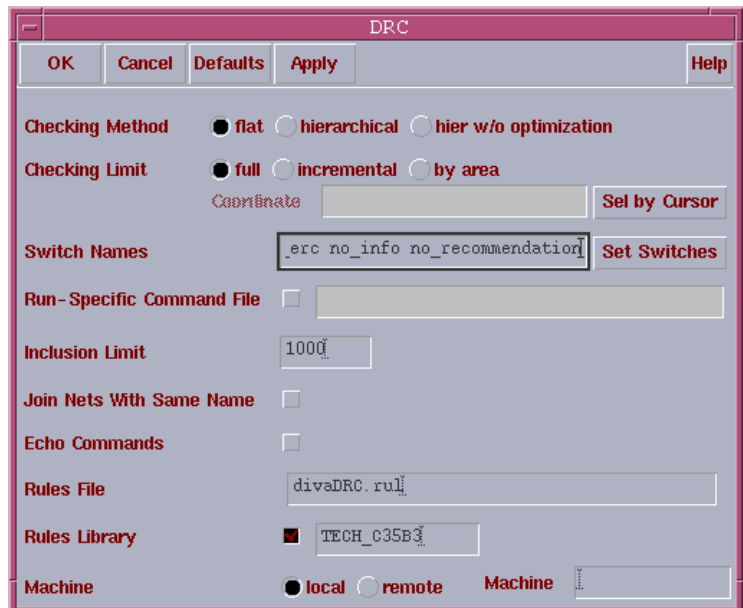 DRC
OK Cancel Defaults Apply Help
Checking Method flat hierarchical hier w/o optimization
Checking Limit full incremental by area
Coordinate Sel by Cursor
Switch Names _erc no_info no_recommendation Set Switches
Run-Specific Command File
Inclusion Limit 1000
Join Nets With Same Name
Echo Commands
Rules File divaDRC.rul
Rules Library TECH_C35B3
Machine local remote Machine